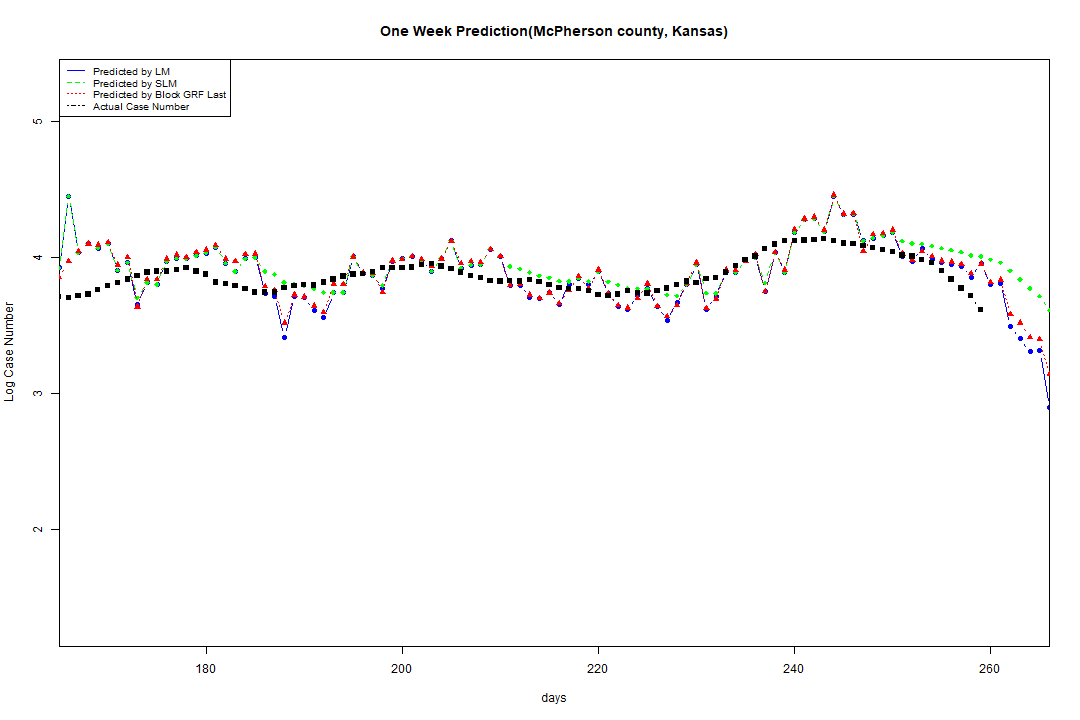 One Week Prediction(McPherson county, Kansas)
Predicted by LM
Predicted by SLM
Predicted by Block GRF Last
Actual Case Number
5
4
3
2
Log Case Number
180
200
220
240
260
days